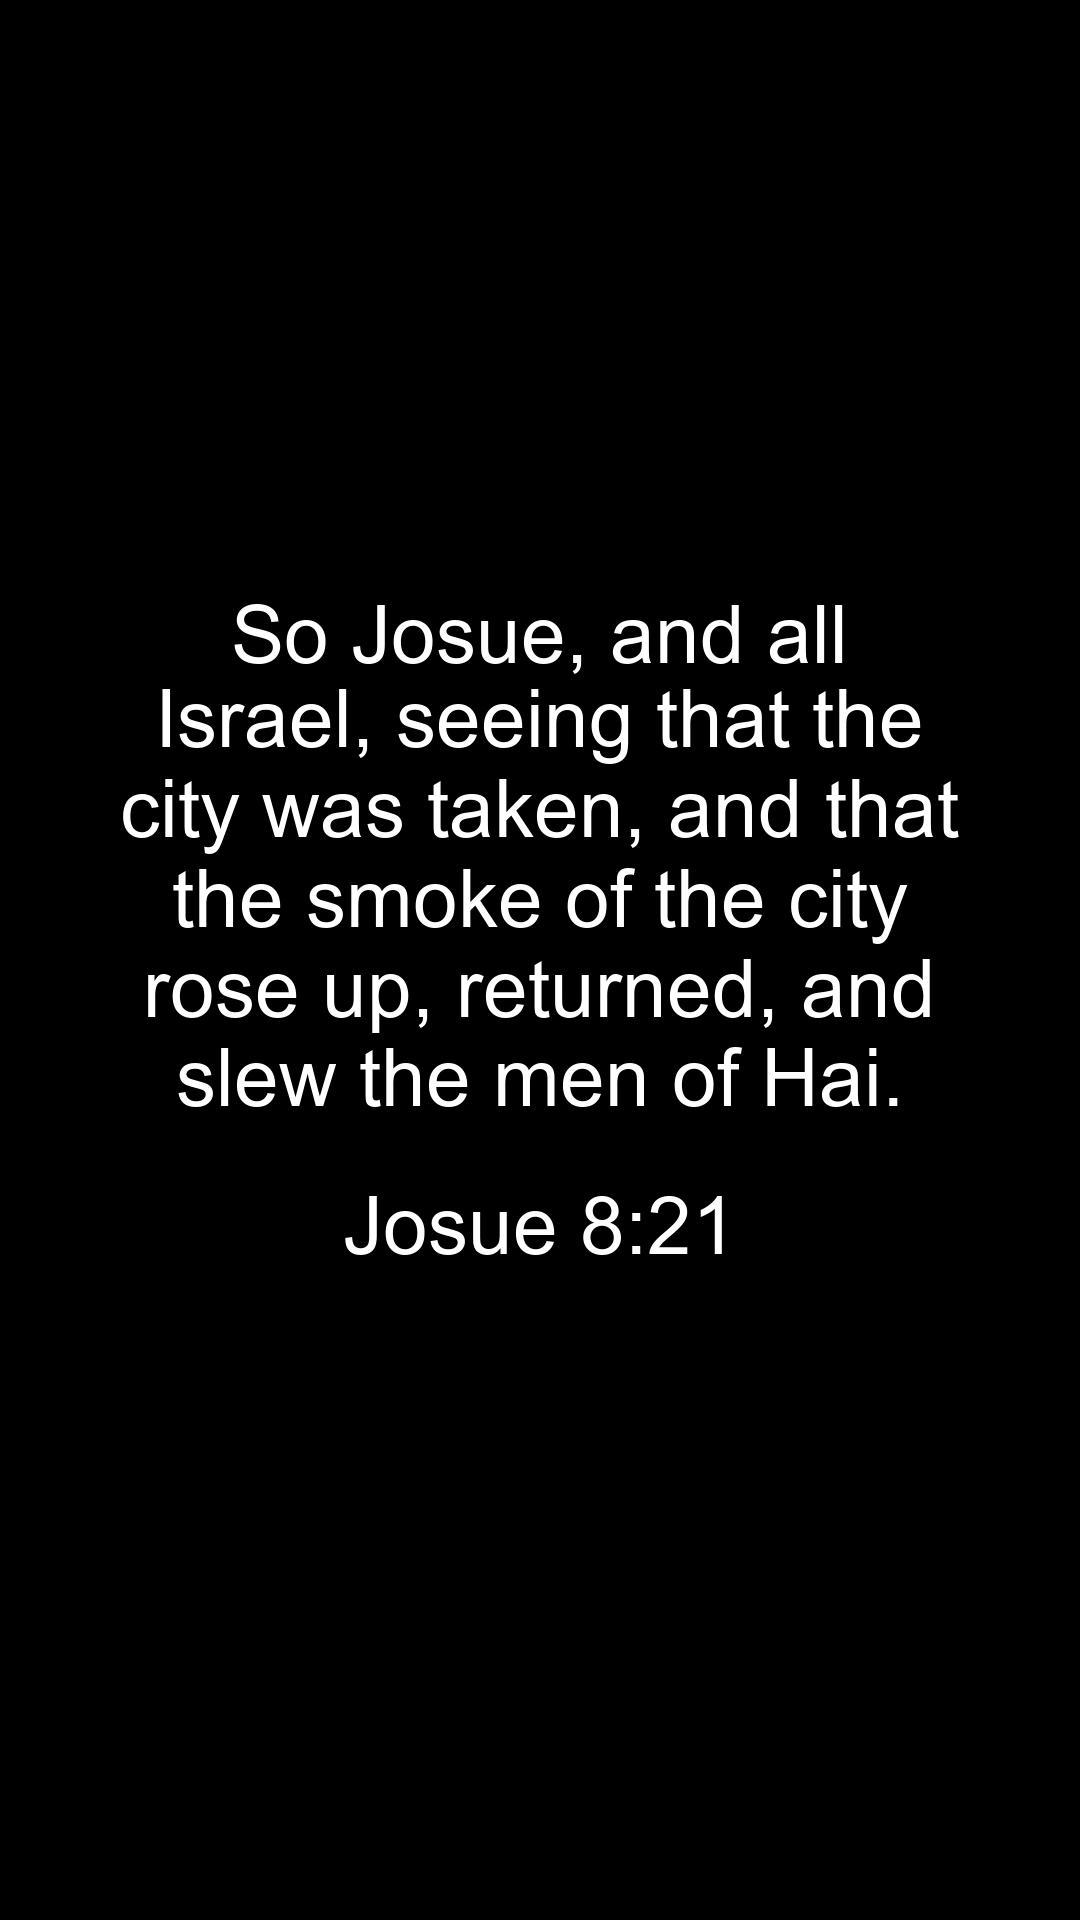 So Josue, and all
Israel, seeing that the
city was taken, and that
the smoke of the city
rose up, returned, and
slew the men of Hai.
Josue 8:21